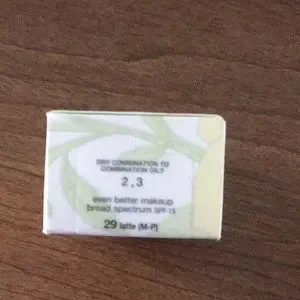 DRY COMBINATION TO
COMBINATION OILY
2, 3
even better makeup
broad spectrum SPF 15
29 latte (M-P)